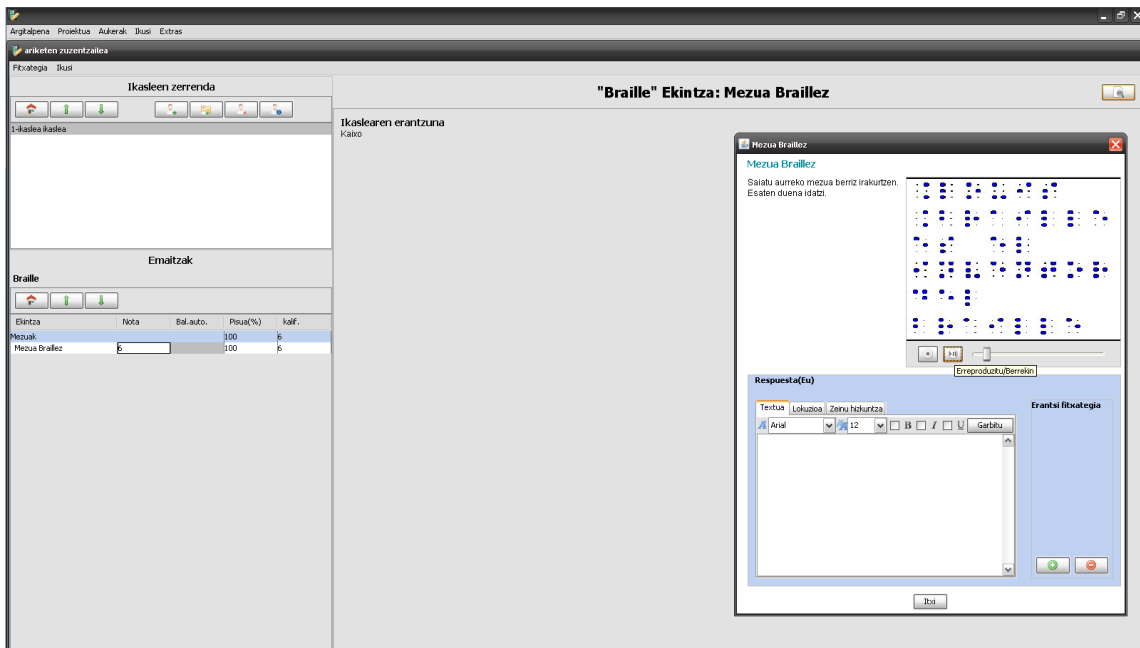 Argitalpena Proiektua Aukerak Ikusi Extras
ariketen zuzentzailea
Fitxategia Ikusi
Ikasleen zerrenda
1-ikaslea ikaslea
Emaitzak
Braille
Ekintza Nota Bal.auto. Pisua(%) kalif.
Mezuak 100 6
Mezua Braillez 6 100 6
"Braille" Ekintza: Mezua Braillez
Ikaslearen erantzuna
Kaixo
Mezua Braillez
Mezua Braillez
Saiatu aurreko mezua berriz irakurtzen.
Esaten duena idatzi.
Erreproduzitu/Berrekin
Respuesta(Eu)
Textua Lokuzioa Zeinu hizkuntza
Erantsi fitxategia
A Arial 12 B I U Garbitu
Itxi